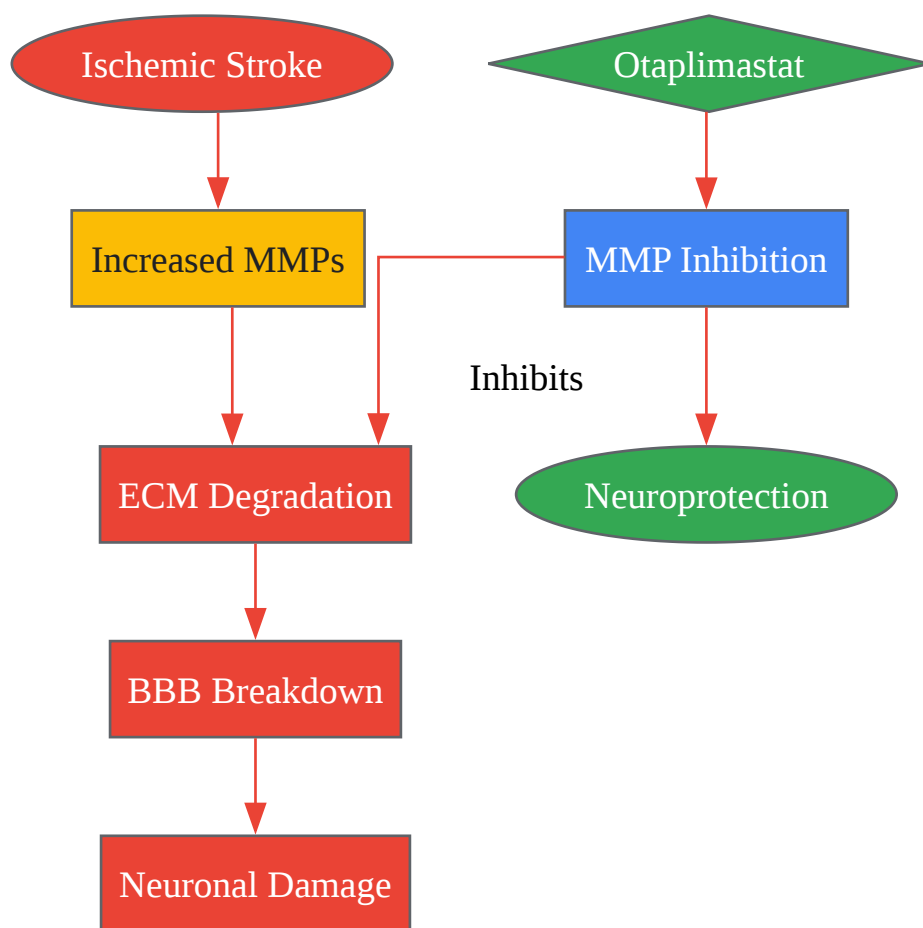 Ischemic Stroke
Otaplimastat
Increased MMPs
MMP Inhibition
Inhibits
ECM Degradation
Neuroprotection
BBB Breakdown
Neuronal Damage